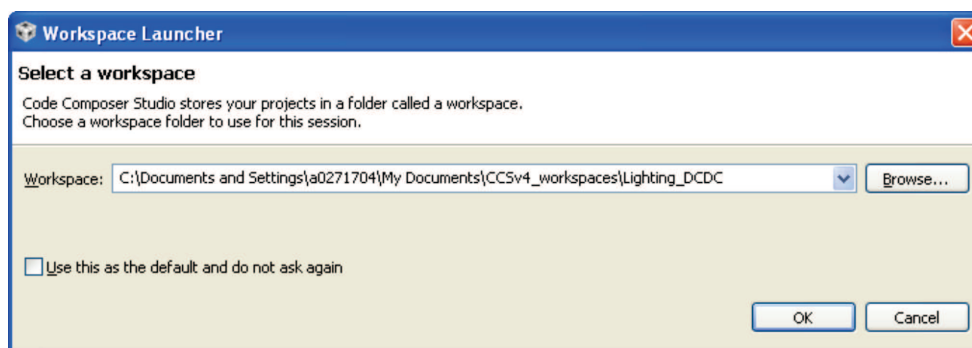 Workspace Launcher
Select a workspace
Code Composer Studio stores your projects in a folder called a workspace.
Choose a workspace folder to use for this session.
Workspace: C:\Documents and Settings\a0271704\My Documents\CCSv4_workspaces\Lighting_DCDC Browse...
Use this as the default and do not ask again
OK Cancel